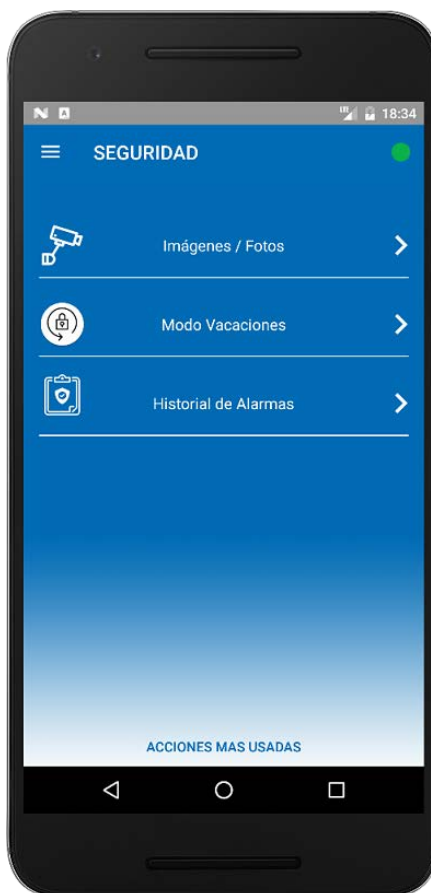 18:34
SEGURIDAD
Imágenes / Fotos
Modo Vacaciones
Historial de Alarmas
ACCIONES MAS USADAS